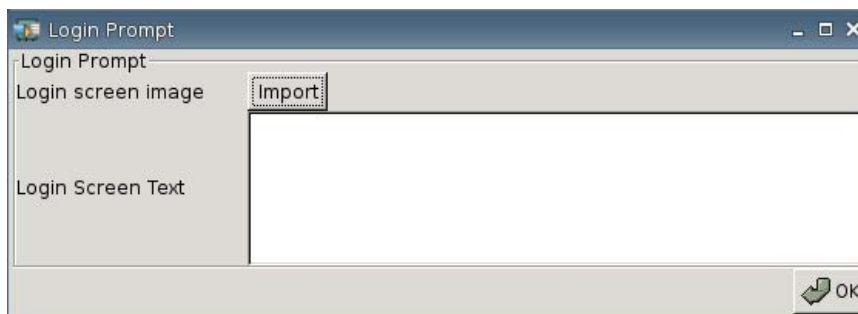 Login Prompt
Login Prompt
Login screen image Import
Login Screen Text
OK